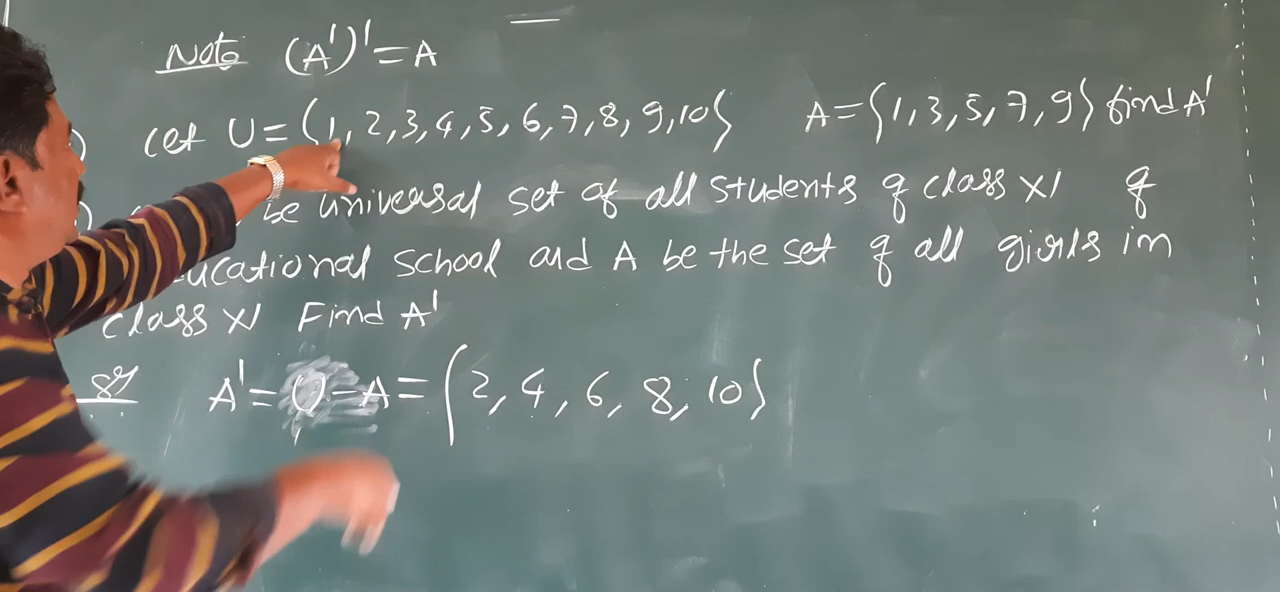 Note (A')' = A
) Let U = {1, 2, 3, 4, 5, 6, 7, 8, 9, 10} A = {1, 3, 5, 7, 9} find A'
) be universal set of all students of class XI of
educational school and A be the set of all girls in
class XI Find A'
A' = U - A = {2, 4, 6, 8, 10}